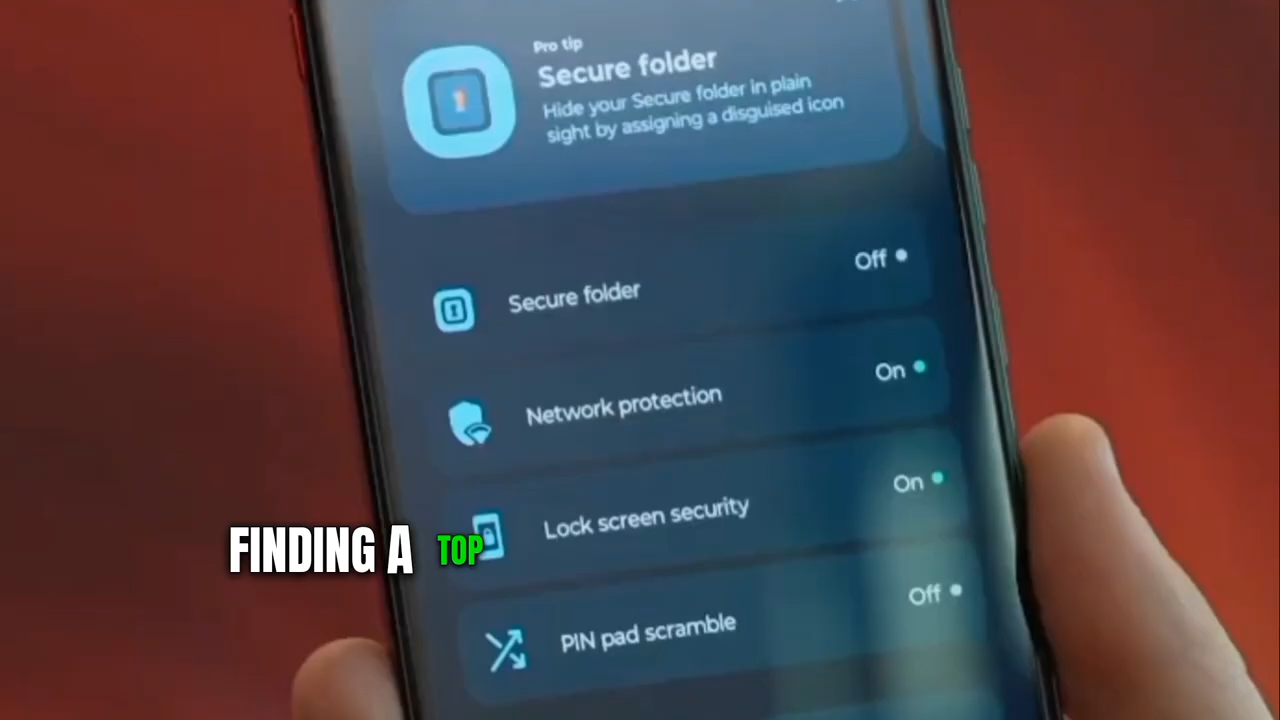 Pro tip
Secure folder
Hide your Secure folder in plain
sight by assigning a disguised icon
Secure folder
Off
Network protection
On
Lock screen security
On
FINDING A TOP
PIN pad scramble
Off